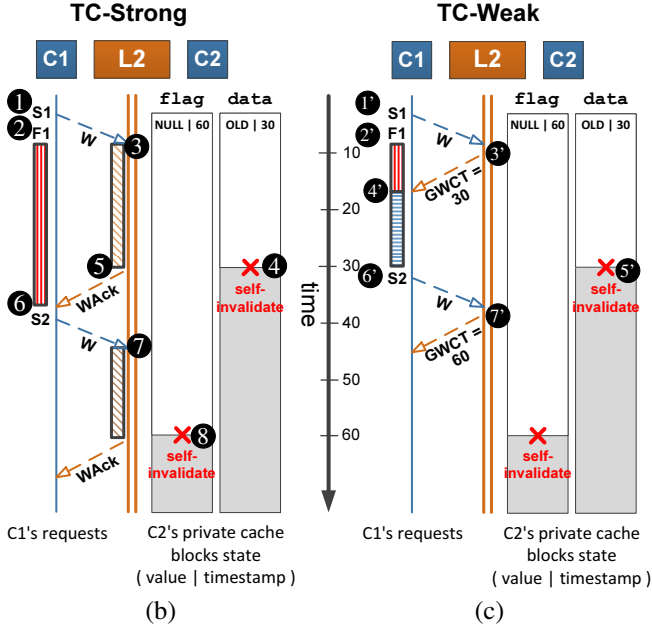 TC-Strong
C1
L2
C2
flag
data
1
S1
2
F1
W
3
NULL | 60
OLD | 30
5
4
self-
invalidate
6
WAck
S2
W
7
8
self-
invalidate
WAck
C1's requests
C2's private cache
blocks state
( value | timestamp )
(b)
time
10
20
30
40
50
60
TC-Weak
C1
L2
C2
flag
data
1'
S1
2'
F1
W
3'
NULL | 60
OLD | 30
4'
GWCT =
30
6'
S2
5'
self-
invalidate
W
7'
GWCT =
60
self-
invalidate
C1's requests
C2's private cache
blocks state
( value | timestamp )
(c)